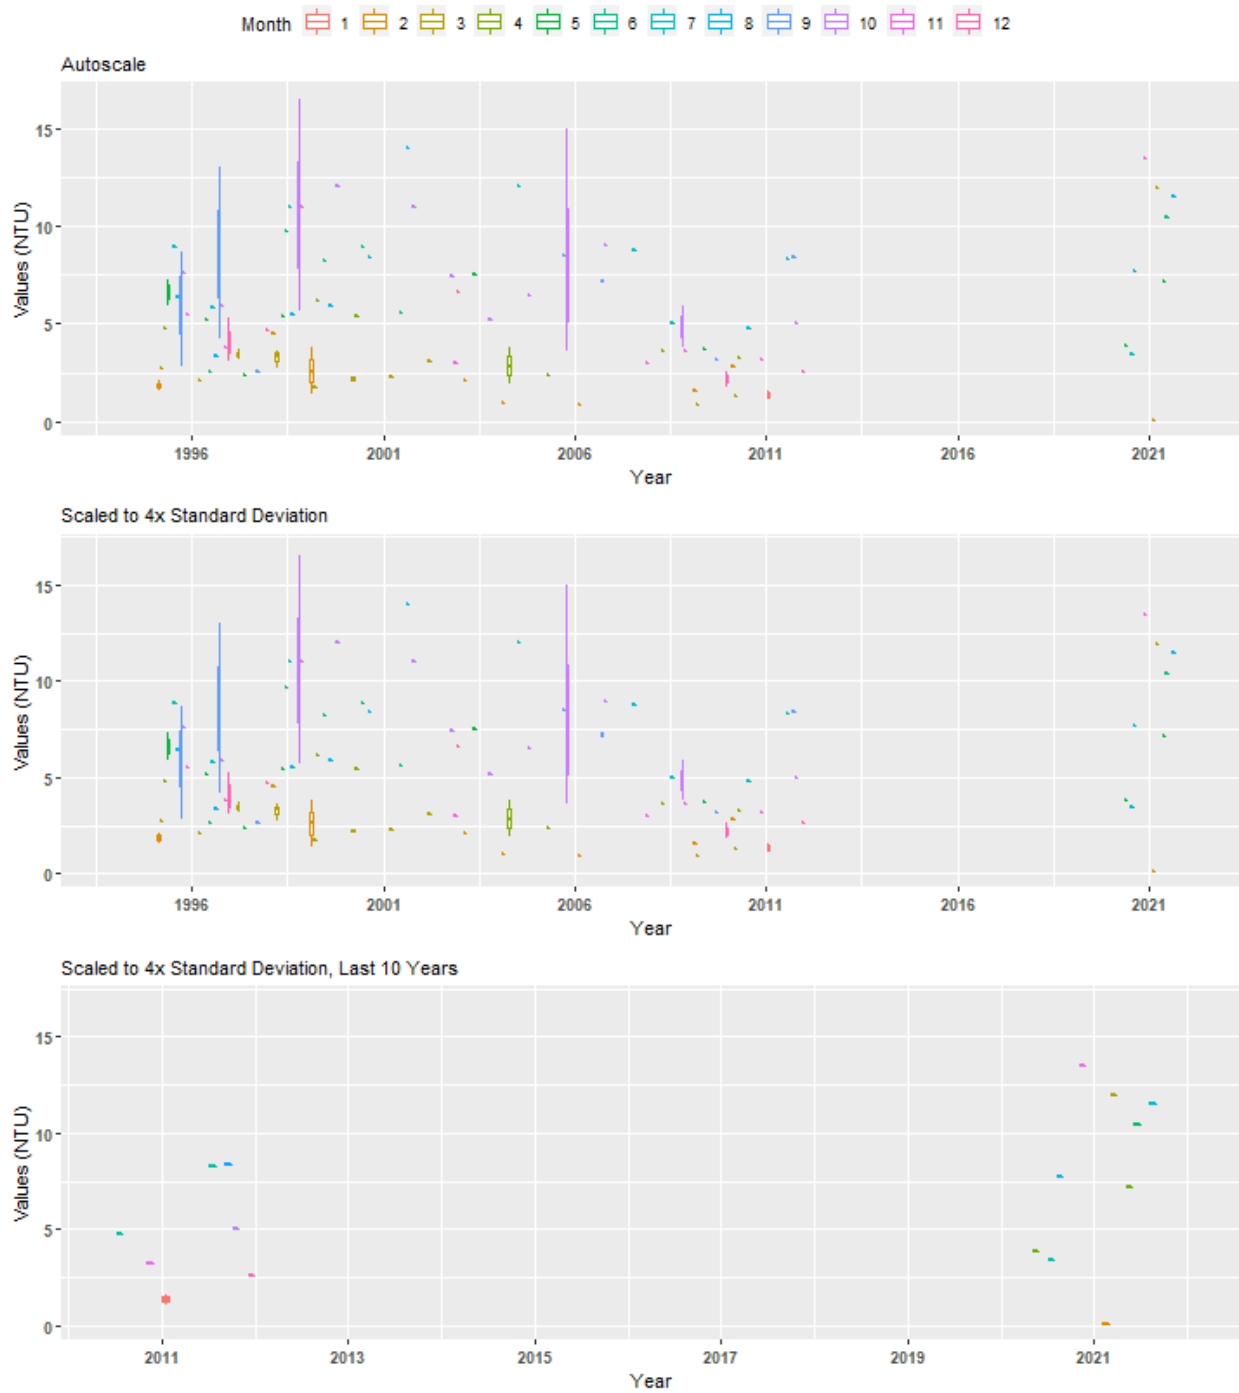 Month 1 2 3 4 5 6 7 8 9 10 11 12
Autoscale
Values (NTU)
15
10
5
0
1996 2001 2006 2011 2016 2021
Year
Scaled to 4x Standard Deviation
Values (NTU)
15
10
5
0
1996 2001 2006 2011 2016 2021
Year
Scaled to 4x Standard Deviation, Last 10 Years
Values (NTU)
15
10
5
0
2011 2013 2015 2017 2019 2021
Year